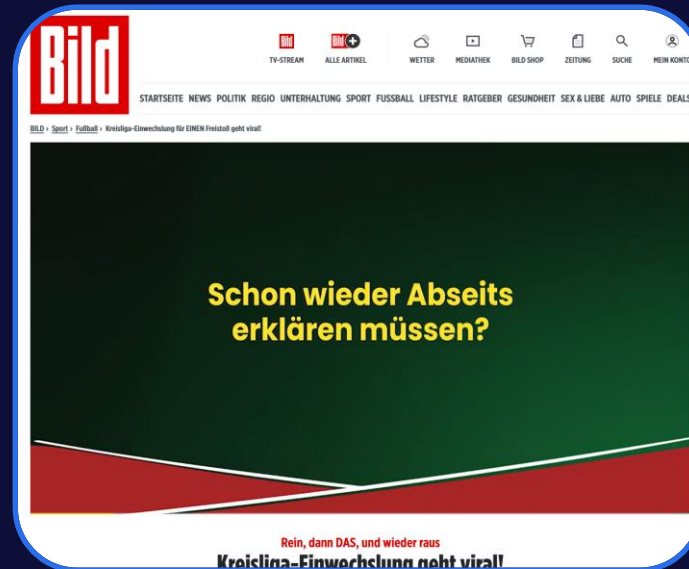 Bild
Bild Bild+
TV-STREAM ALLE ARTIKEL WETTER MEDIATHEK BILD SHOP ZEITUNG SUCHE MEIN KONTO
STARTSEITE NEWS POLITIK REGIO UNTERHALTUNG SPORT FUSSBALL LIFESTYLE RATGEBER GESUNDHEIT SEX & LIEBE AUTO SPIELE DEALS
BILD › Sport › Fußball › Kreisliga-Einwechslung für EINEN Freistoß geht viral!
Schon wieder Abseits
erklären müssen?
Rein, dann DAS, und wieder raus
Kreisliga-Einwechslung geht viral!